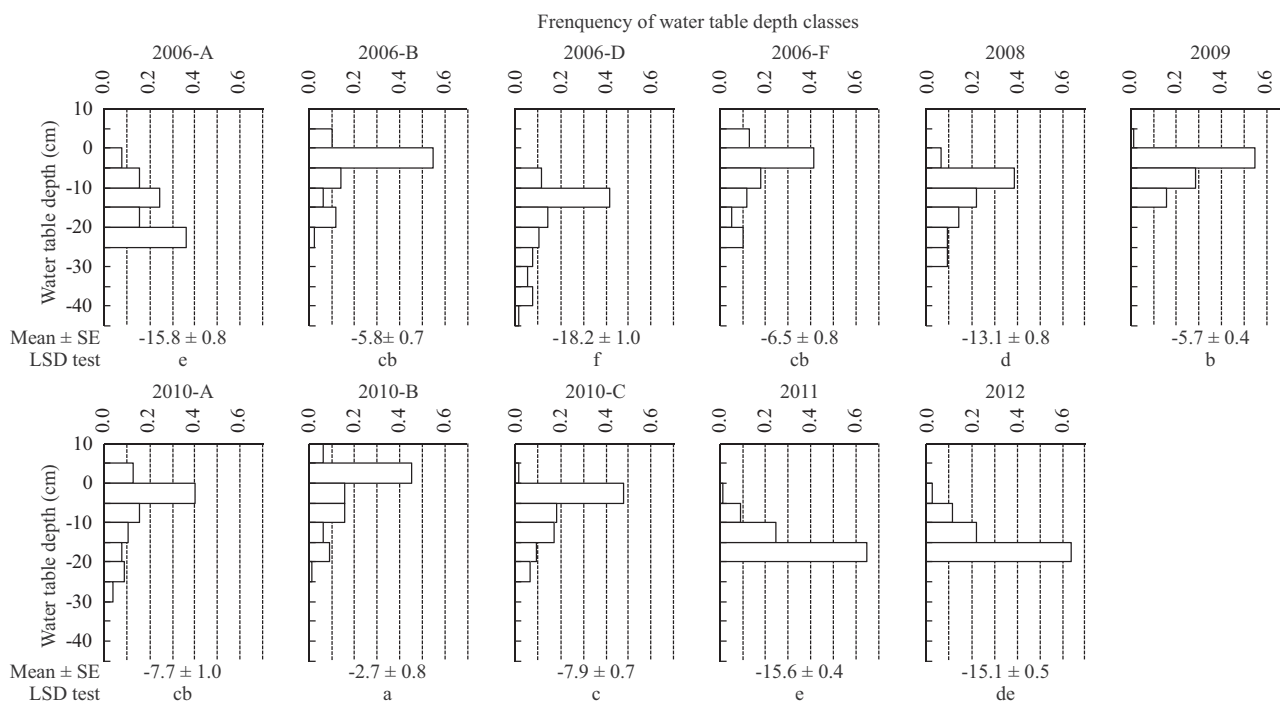 Frenquency of water table depth classes
2006-A 2006-B 2006-D 2006-F 2008 2009
0.0 0.2 0.4 0.6 0.0 0.2 0.4 0.6 0.0 0.2 0.4 0.6 0.0 0.2 0.4 0.6 0.0 0.2 0.4 0.6 0.0 0.2 0.4 0.6
Water table depth (cm)
10
0
-10
-20
-30
-40
Mean ± SE -15.8 ± 0.8 -5.8± 0.7 -18.2 ± 1.0 -6.5 ± 0.8 -13.1 ± 0.8 -5.7 ± 0.4
LSD test e cb f cb d b
2010-A 2010-B 2010-C 2011 2012
0.0 0.2 0.4 0.6 0.0 0.2 0.4 0.6 0.0 0.2 0.4 0.6 0.0 0.2 0.4 0.6 0.0 0.2 0.4 0.6
Water table depth (cm)
10
0
-10
-20
-30
-40
Mean ± SE -7.7 ± 1.0 -2.7 ± 0.8 -7.9 ± 0.7 -15.6 ± 0.4 -15.1 ± 0.5
LSD test cb a c e de